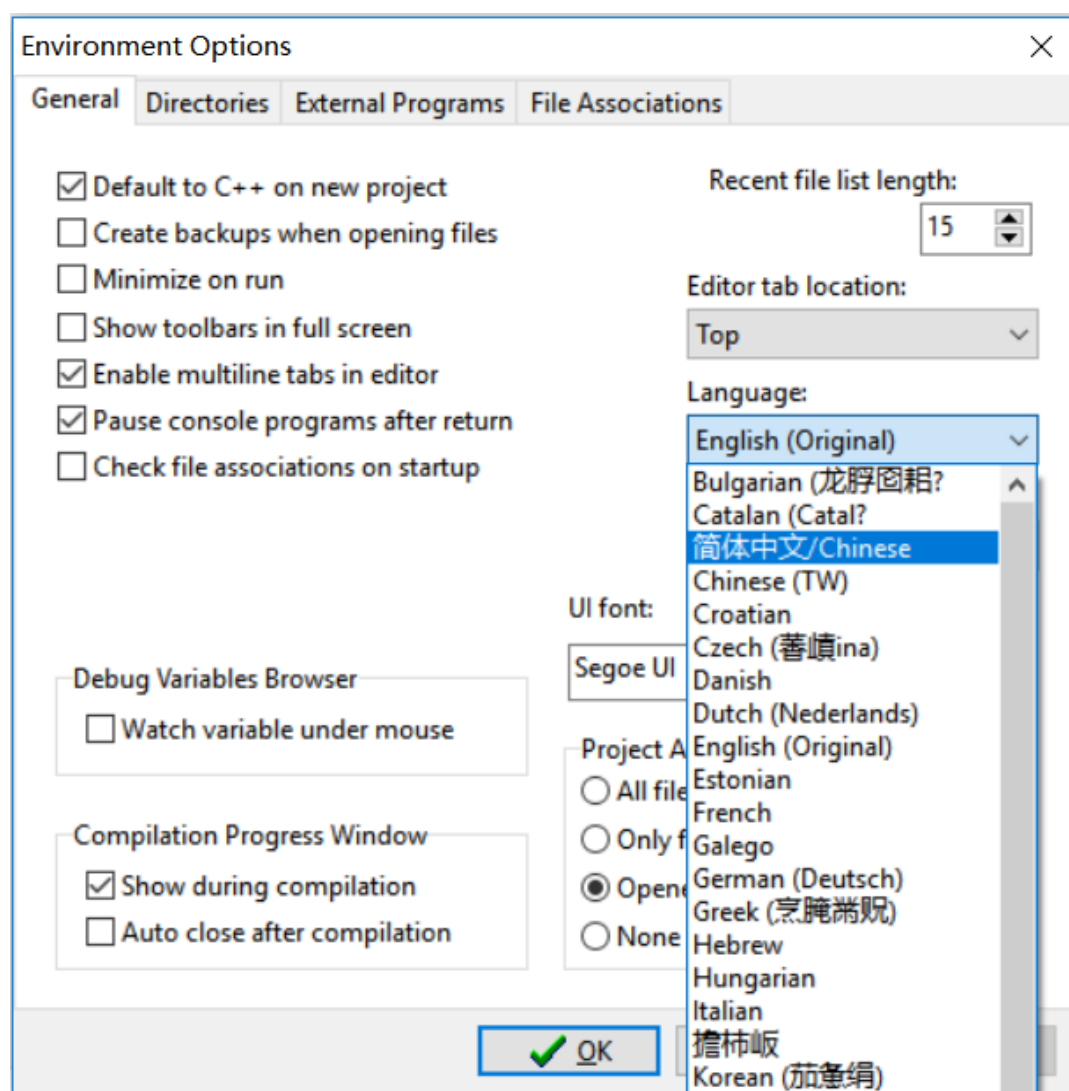 Environment Options
General
Directories
External Programs
File Associations
Default to C++ on new project
Create backups when opening files
Minimize on run
Show toolbars in full screen
Enable multiline tabs in editor
Pause console programs after return
Check file associations on startup
Recent file list length:
15
Editor tab location:
Top
Language:
English (Original)
Bulgarian (龙脬囵耜?
Catalan (Catal?
简体中文/Chinese
Chinese (TW)
Croatian
Czech (善巆ina)
Danish
Dutch (Nederlands)
English (Original)
Estonian
French
Galego
German (Deutsch)
Greek (烹腌黹贶)
Hebrew
Hungarian
Italian
擔柿岅
Korean (茄惫绢)
UI font:
Segoe UI
Debug Variables Browser
Watch variable under mouse
Compilation Progress Window
Show during compilation
Auto close after compilation
Project A
All file
Only f
Opene
None
OK